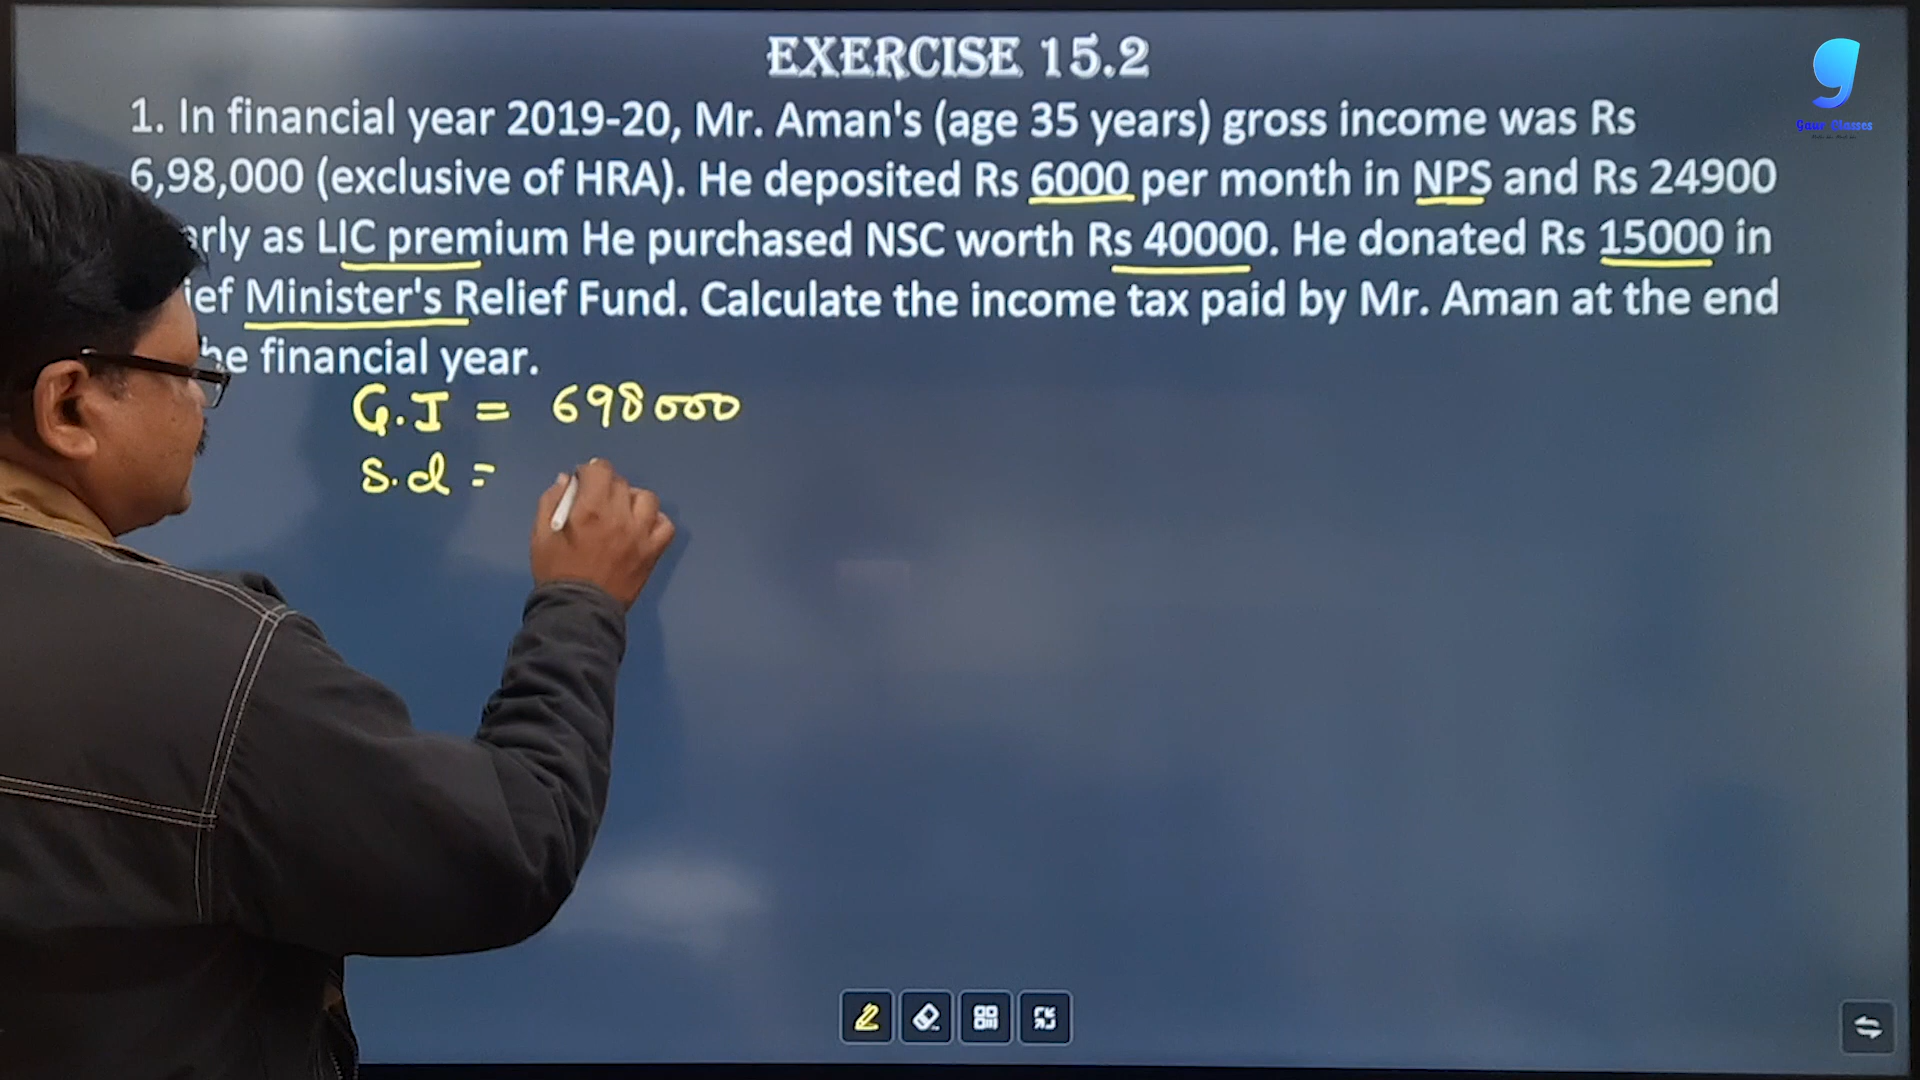 EXERCISE 15.2
1. In financial year 2019-20, Mr. Aman's (age 35 years) gross income was Rs
6,98,000 (exclusive of HRA). He deposited Rs 6000 per month in NPS and Rs 24900
arly as LIC premium He purchased NSC worth Rs 40000. He donated Rs 15000 in
ief Minister's Relief Fund. Calculate the income tax paid by Mr. Aman at the end
he financial year.
G.I = 698000
S.d =
g
Gaur Classes